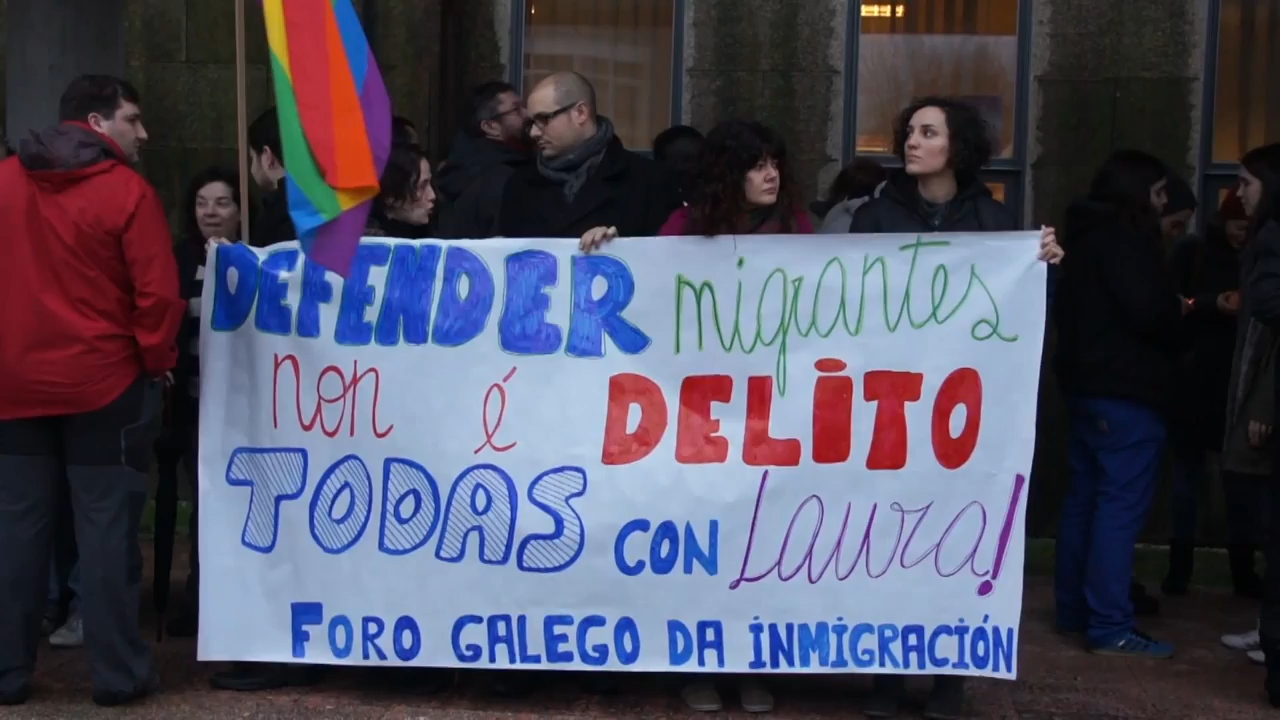 DEFENDER migrantes
non é DELITO
TODAS CON Laura!
FORO GALEGO DA INMIGRACIÓN